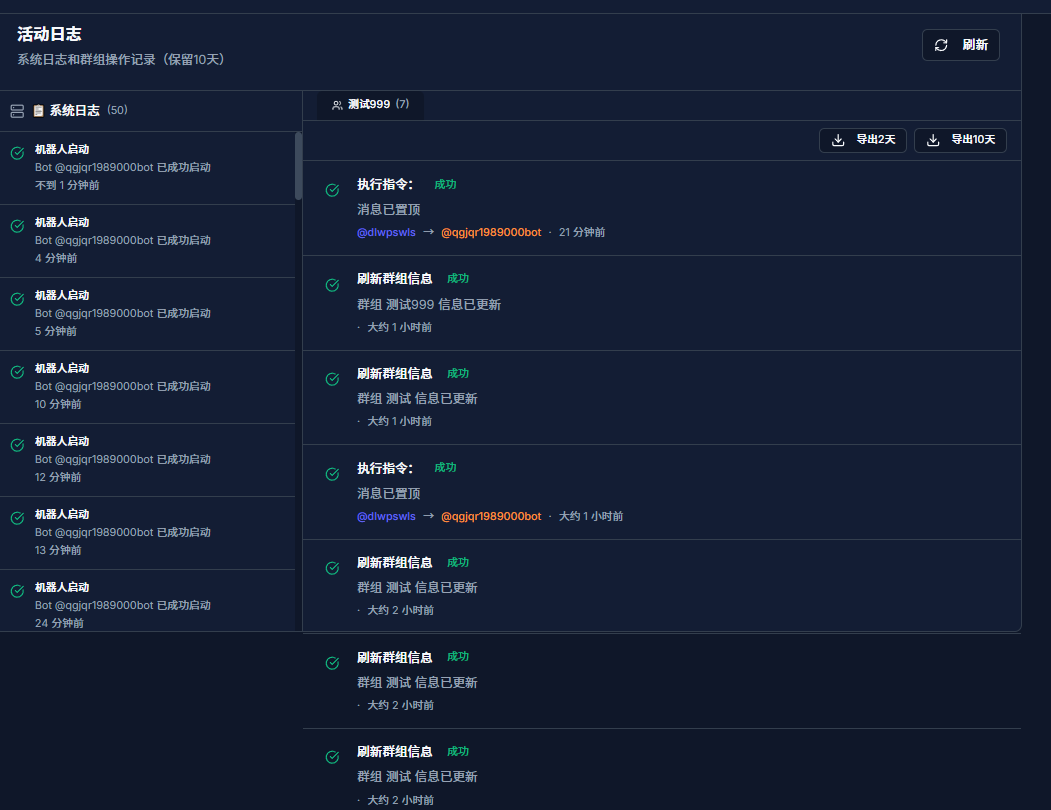 活动日志
系统日志和群组操作记录（保留10天）
刷新
📋 系统日志 (50)
机器人启动
Bot @qgjqr1989000bot 已成功启动
不到 1 分钟前
机器人启动
Bot @qgjqr1989000bot 已成功启动
4 分钟前
机器人启动
Bot @qgjqr1989000bot 已成功启动
5 分钟前
机器人启动
Bot @qgjqr1989000bot 已成功启动
10 分钟前
机器人启动
Bot @qgjqr1989000bot 已成功启动
12 分钟前
机器人启动
Bot @qgjqr1989000bot 已成功启动
13 分钟前
机器人启动
Bot @qgjqr1989000bot 已成功启动
24 分钟前
测试999 (7)
导出2天 导出10天
执行指令： 成功
消息已置顶
@dlwpswls → @qgjqr1989000bot · 21 分钟前
刷新群组信息 成功
群组 测试999 信息已更新
· 大约 1 小时前
刷新群组信息 成功
群组 测试 信息已更新
· 大约 1 小时前
执行指令： 成功
消息已置顶
@dlwpswls → @qgjqr1989000bot · 大约 1 小时前
刷新群组信息 成功
群组 测试 信息已更新
· 大约 2 小时前
刷新群组信息 成功
群组 测试 信息已更新
· 大约 2 小时前
刷新群组信息 成功
群组 测试 信息已更新
· 大约 2 小时前